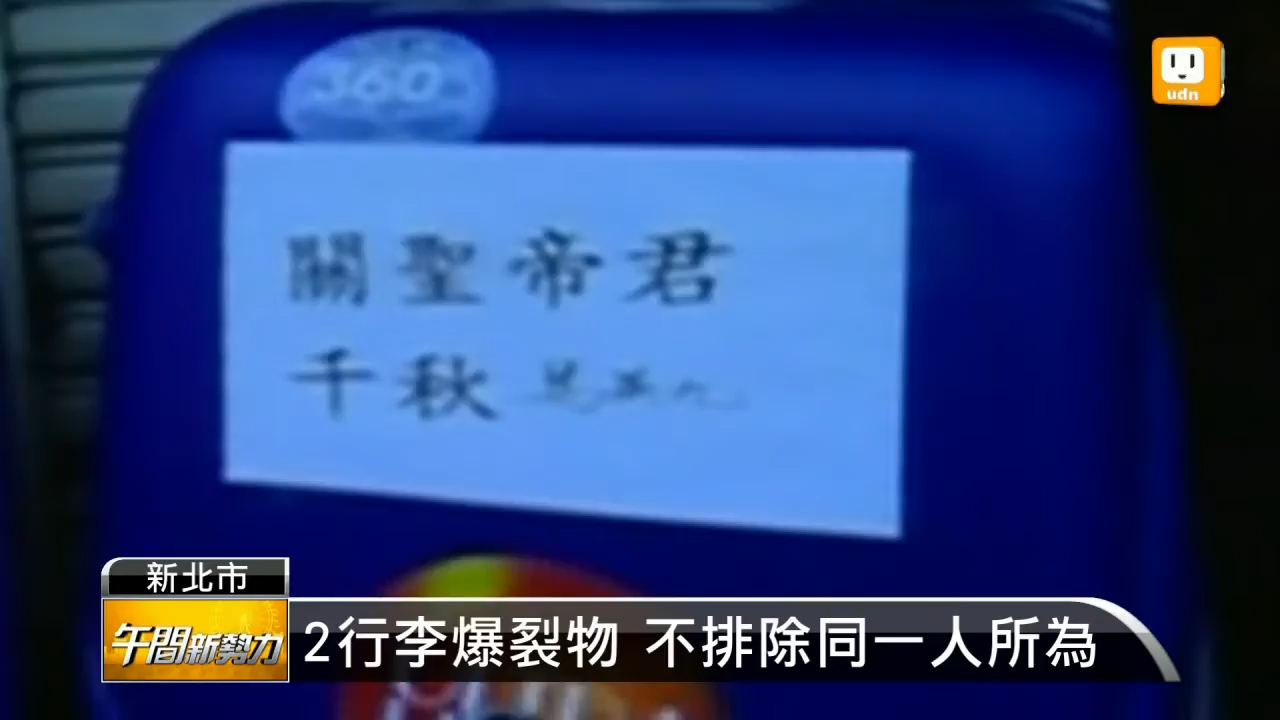 360
udn
關聖帝君
千秋
新北市
午間新勢力
2行李爆裂物 不排除同一人所為